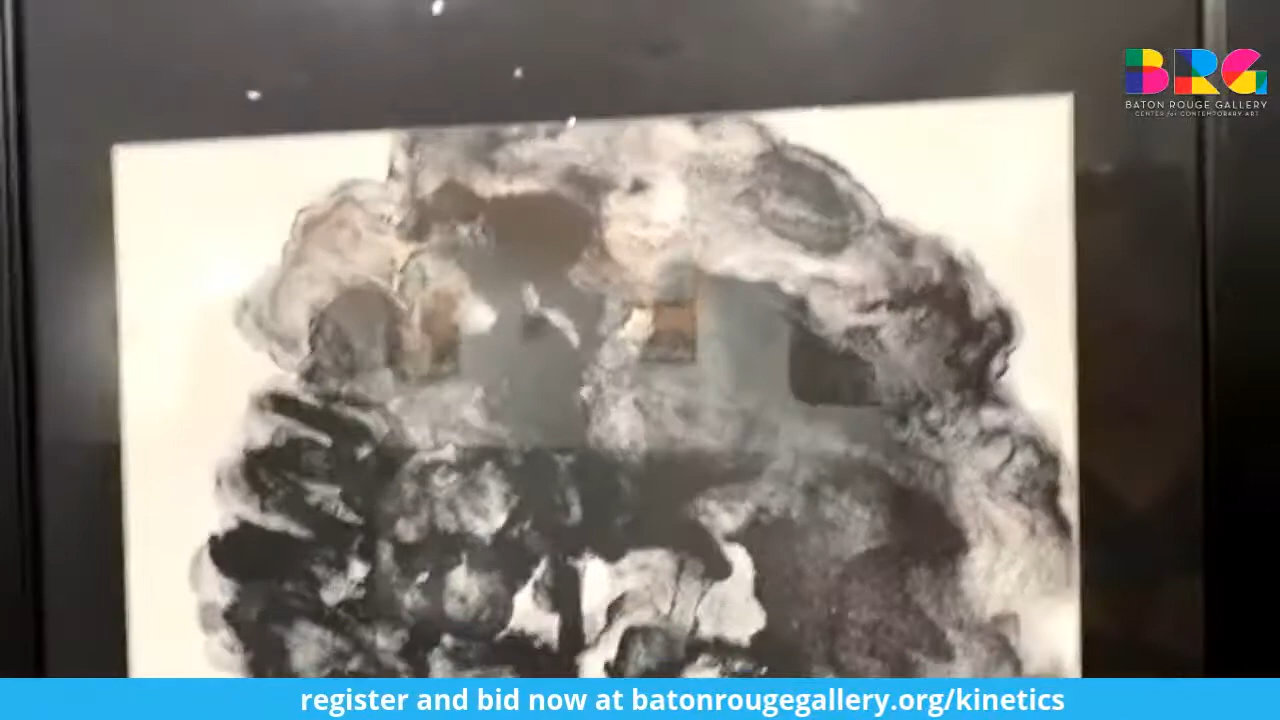 BRG
BATON ROUGE GALLERY
CENTER for CONTEMPORARY ART
register and bid now at batonrougegallery.org/kinetics